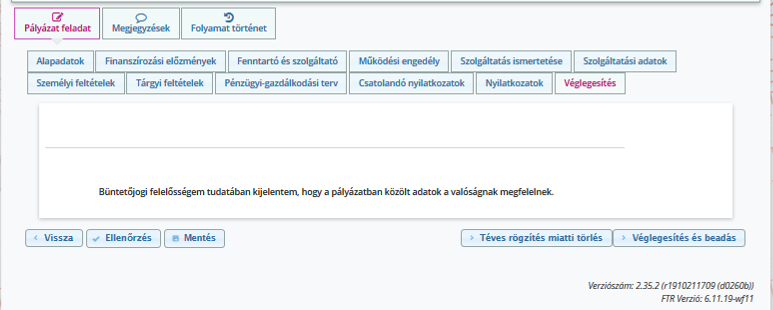 Pályázat feladat Megjegyzések Folyamat történet
Alapadatok Finanszírozási előzmények Fenntartó és szolgáltató Működési engedély Szolgáltatás ismertetése Szolgáltatási adatok
Személyi feltételek Tárgyi feltételek Pénzügyi-gazdálkodási terv Csatolandó nyilatkozatok Nyilatkozatok Véglegesítés
Büntetőjogi felelősségem tudatában kijelentem, hogy a pályázatban közölt adatok a valóságnak megfelelnek.
Vissza Ellenőrzés Mentés Téves rögzítés miatti törlés Véglegesítés és beadás
Verziószám: 2.35.2 (r1910211709 (d0260b))
FTR Verzió: 6.11.19-wf11